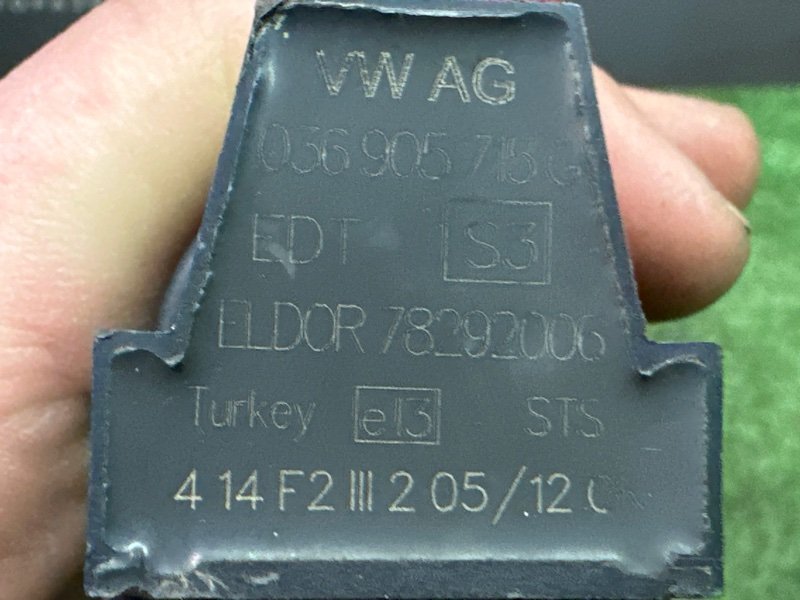 VW AG
036 905 715 G
EDT S3
ELDOR 78292006
Turkey e13 STS
4 14 F2 III 2 05/12